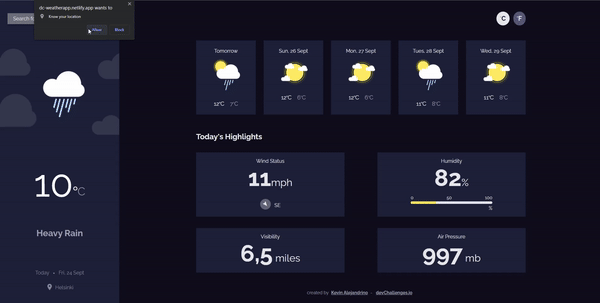 dc-weatherapp.netlify.app wants to
Know your location
Allow Block
Search f
10°C
Heavy Rain
Today • Fri, 24 Sept
Helsinki
C °F
Tomorrow
12°C 7°C
Sun, 26 Sept
12°C 6°C
Mon, 27 Sept
12°C 6°C
Tues, 28 Sept
11°C 8°C
Wed, 29 Sept
11°C 8°C
Today's Highlights
Wind Status
11mph
SE
Humidity
82%
0 50 100
%
Visibility
6,5 miles
Air Pressure
997 mb
created by Kevin Alejandrino - devChallenges.io